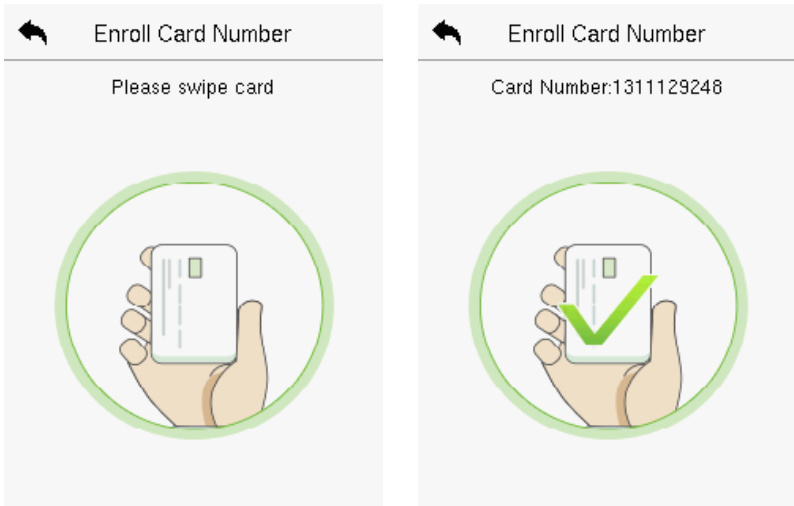 Enroll Card Number
Please swipe card
Enroll Card Number
Card Number:1311129248